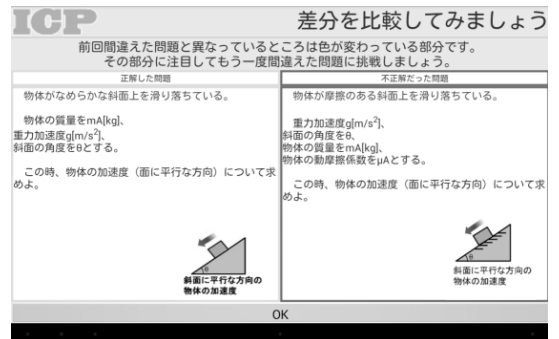 ICP
差分を比較してみましょう
前回間違えた問題と異なっているところは色が変わっている部分です。
その部分に注目してもう一度間違えた問題に挑戦しましょう。
正解した問題
物体がなめらかな斜面上を滑り落ちている。
物体の質量をmA[kg]、
重力加速度g[m/s²]、
斜面の角度をθとする。
この時、物体の加速度（面に平行な方向）について求
めよ。
θ
斜面に平行な方向の
物体の加速度
不正解だった問題
物体が摩擦のある斜面上を滑り落ちている。
重力加速度g[m/s²]、
斜面の角度をθ、
物体の質量をmA[kg]、
物体の動摩擦係数をμAとする。
この時、物体の加速度（面に平行な方向）について求
めよ。
θ
斜面に平行な方向の
物体の加速度
OK